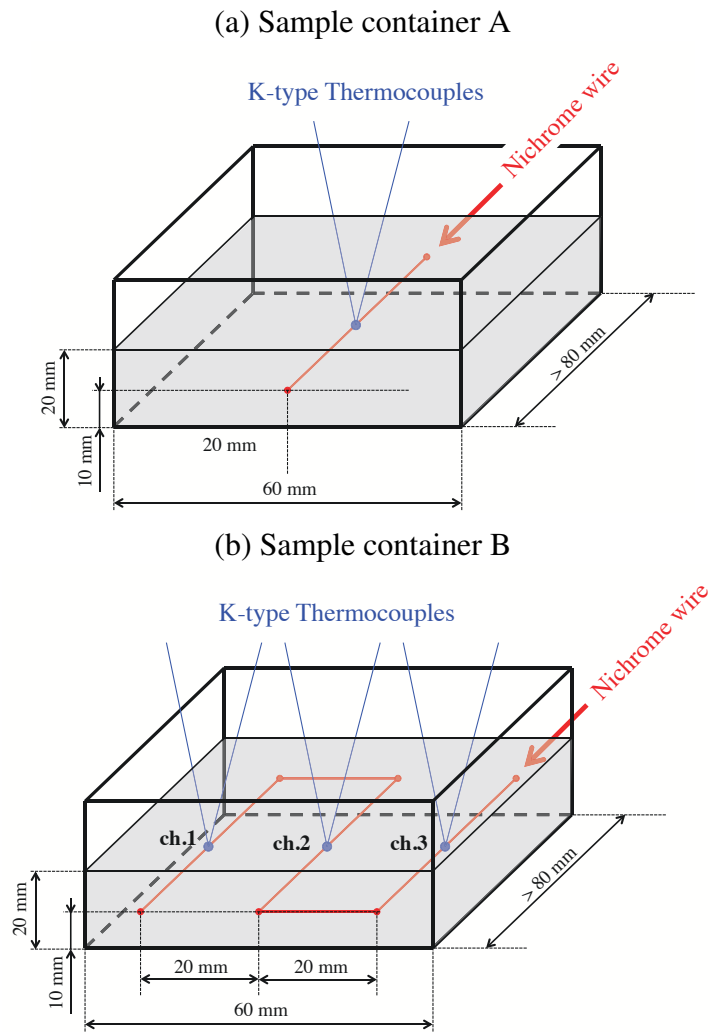 (a) Sample container A
K-type Thermocouples
Nichrome wire
> 80 mm
20 mm
10 mm
20 mm
60 mm
(b) Sample container B
K-type Thermocouples
Nichrome wire
ch.1
ch.2
ch.3
> 80 mm
20 mm
10 mm
20 mm
20 mm
60 mm